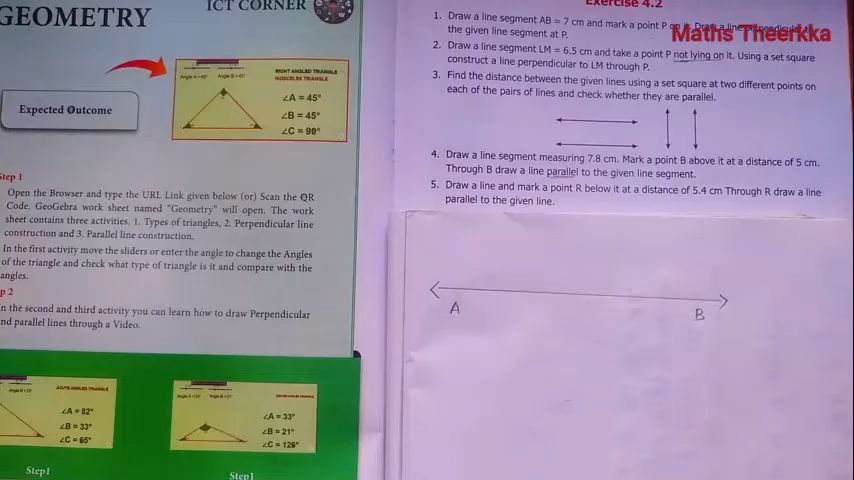 GEOMETRY
ICT CORNER
Expected Outcome
RIGHT ANGLED TRIANGLE
ISOSCELES TRIANGLE
∠A = 45°
∠B = 45°
∠C = 90°
Step 1
Open the Browser and type the URL Link given below (or) Scan the QR
Code. GeoGebra work sheet named "Geometry" will open. The work
sheet contains three activities. 1. Types of triangles, 2. Perpendicular line
construction and 3. Parallel line construction.
In the first activity move the sliders or enter the angle to change the Angles
of the triangle and check what type of triangle is it and compare with the
angles.
p 2
n the second and third activity you can learn how to draw Perpendicular
nd parallel lines through a Video.
ACUTE ANGLED TRIANGLE
∠A = 82°
∠B = 33°
∠C = 65°
Step1
∠A = 33°
∠B = 21°
∠C = 126°
Step1
Exercise 4.2
Maths Theerkka
1. Draw a line segment AB = 7 cm and mark a point P on it. Draw a line perpendicular to
the given line segment at P.
2. Draw a line segment LM = 6.5 cm and take a point P not lying on it. Using a set square
construct a line perpendicular to LM through P.
3. Find the distance between the given lines using a set square at two different points on
each of the pairs of lines and check whether they are parallel.
4. Draw a line segment measuring 7.8 cm. Mark a point B above it at a distance of 5 cm.
Through B draw a line parallel to the given line segment.
5. Draw a line and mark a point R below it at a distance of 5.4 cm Through R draw a line
parallel to the given line.
A B